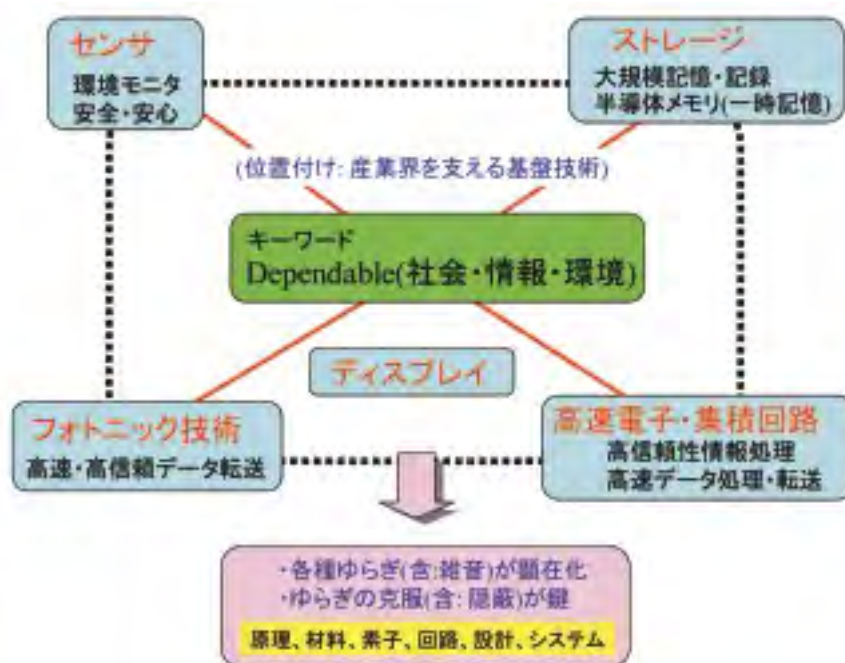 センサ
環境モニタ
安全・安心
ストレージ
大規模記憶・記録
半導体メモリ(一時記憶)
(位置付け: 産業界を支える基盤技術)
キーワード
Dependable(社会・情報・環境)
ディスプレイ
フォトニック技術
高速・高信頼データ転送
高速電子・集積回路
高信頼性情報処理
高速データ処理・転送
・各種ゆらぎ(含:雑音)が顕在化
・ゆらぎの克服(含: 隠蔽)が鍵
原理、材料、素子、回路、設計、システム